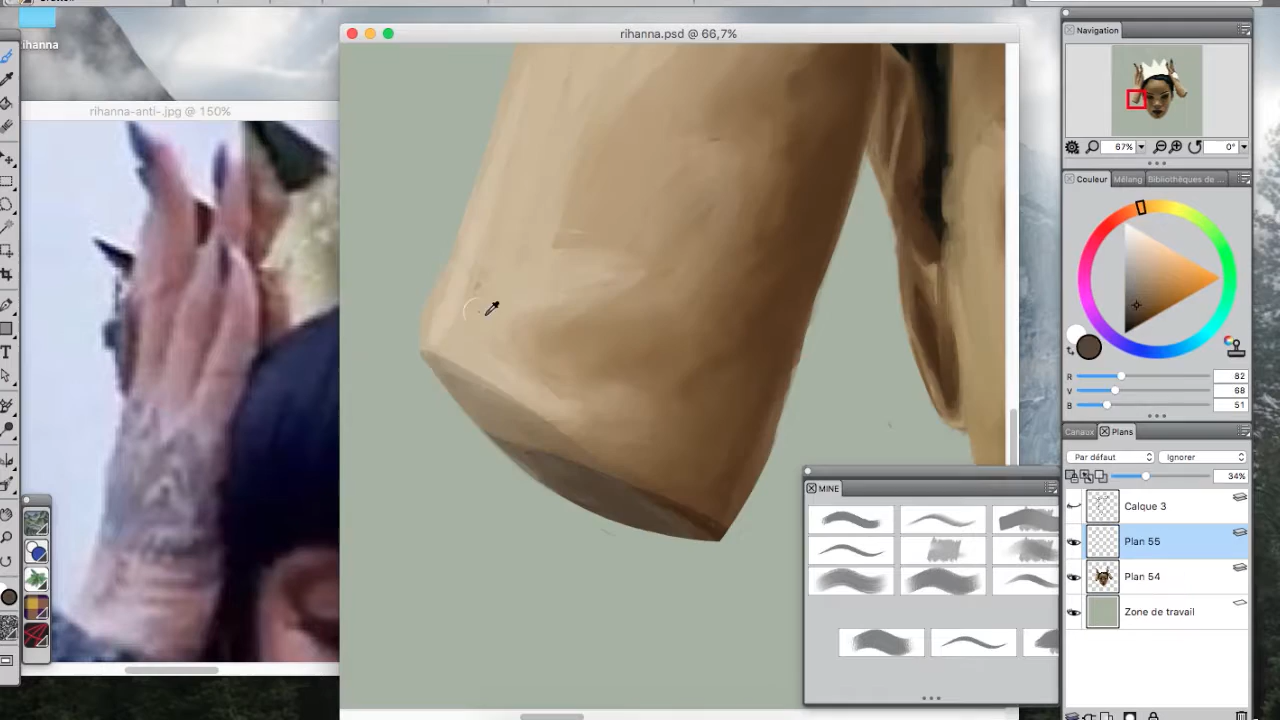 rihanna
rihanna-anti-.jpg @ 150%
rihanna.psd @ 66,7%
Navigation
67%
0°
Couleur
Mélang
Bibliothèques de ...
R
82
V
68
B
51
Canaux
Plans
Par défaut
Ignorer
34%
Calque 3
Plan 55
Plan 54
Zone de travail
MINE
T